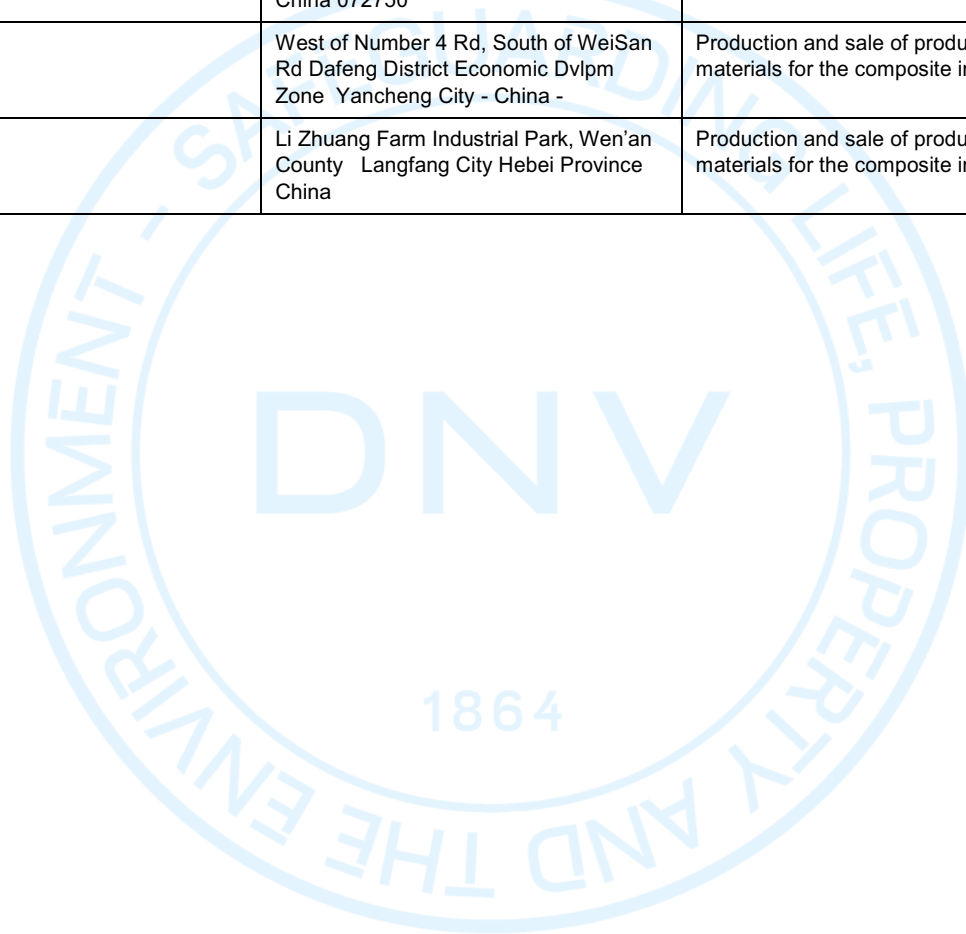 China 072750
West of Number 4 Rd, South of WeiSan
Rd Dafeng District Economic Dvlpm
Zone Yancheng City - China -
Production and sale of produ
materials for the composite in
Li Zhuang Farm Industrial Park, Wen'an
County Langfang City Hebei Province
China
Production and sale of produ
materials for the composite in
SAFEGUARDING LIFE, PROPERTY AND THE ENVIRONMENT -
DNV
1864